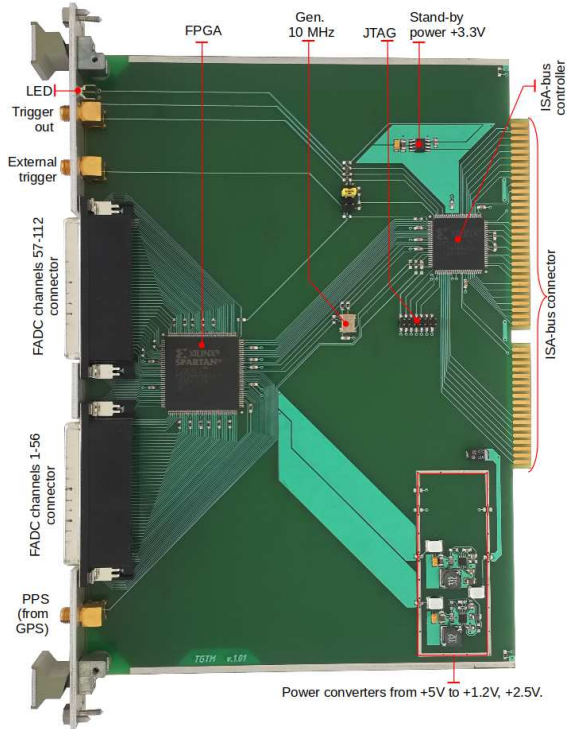 FPGA
Gen.
10 MHz
JTAG
Stand-by
power +3.3V
ISA-bus
controller
LED
Trigger
out
External
trigger
FADC channels 57-112
connector
ISA-bus connector
XILINX®
SPARTAN®
FADC channels 1-56
connector
PPS
(from
GPS)
TGTM v.1.01
Power converters from +5V to +1.2V, +2.5V.